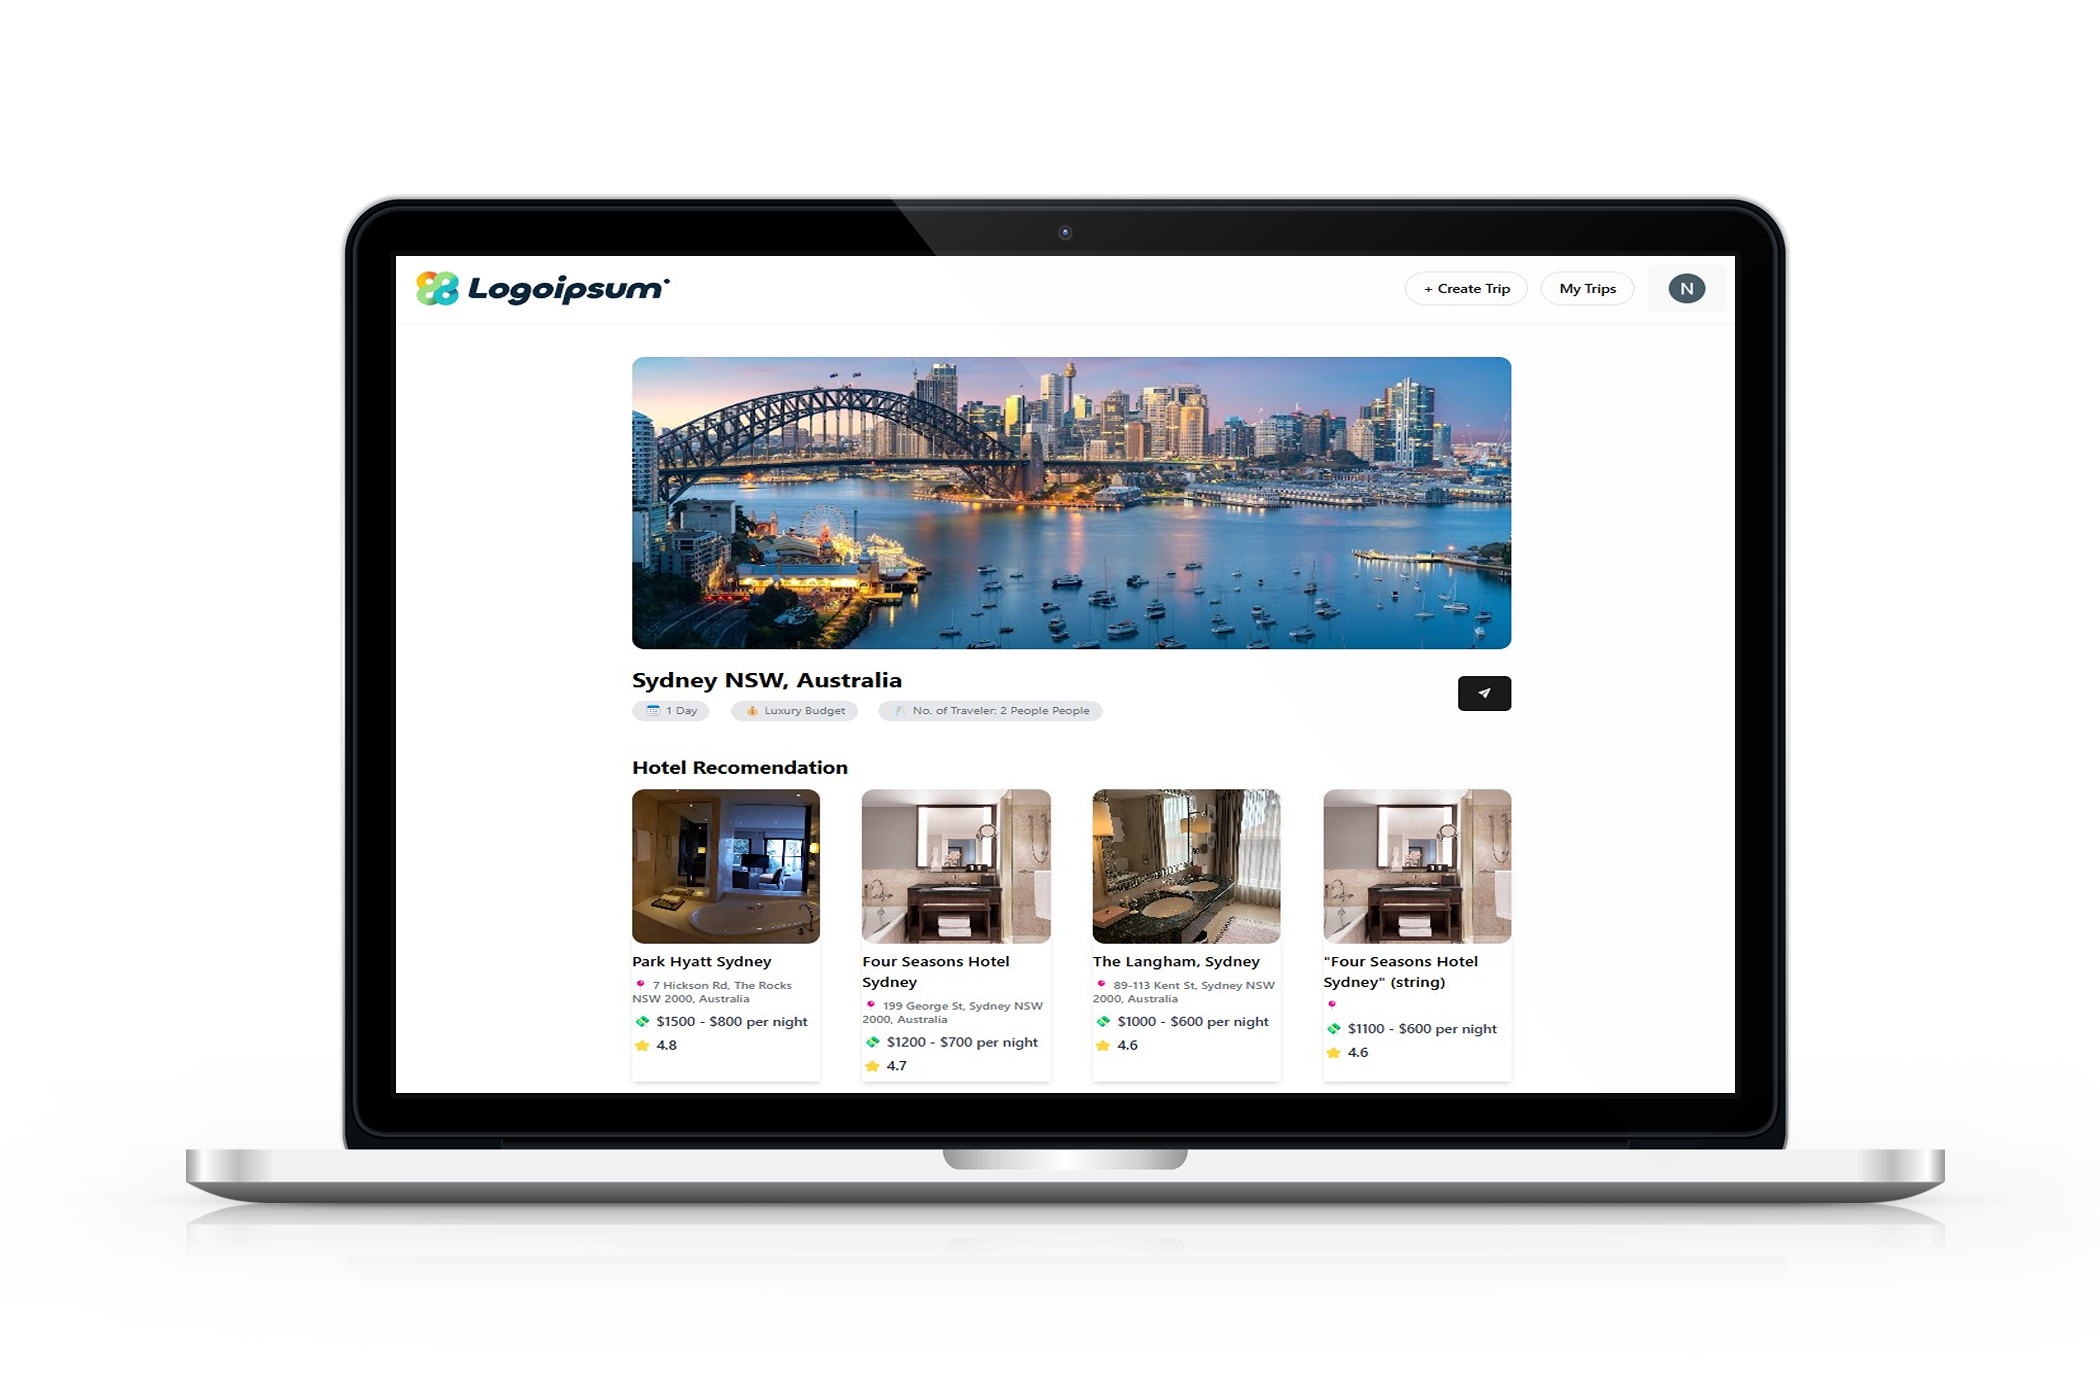 Logoipsum
+ Create Trip
My Trips
N
Sydney NSW, Australia
1 Day
Luxury Budget
No. of Traveler: 2 People People
Hotel Recomendation
Park Hyatt Sydney
7 Hickson Rd, The Rocks
NSW 2000, Australia
$1500 - $800 per night
4.8
Four Seasons Hotel
Sydney
199 George St, Sydney NSW
2000, Australia
$1200 - $700 per night
4.7
The Langham, Sydney
89-113 Kent St, Sydney NSW
2000, Australia
$1000 - $600 per night
4.6
"Four Seasons Hotel
Sydney" (string)
$1100 - $600 per night
4.6